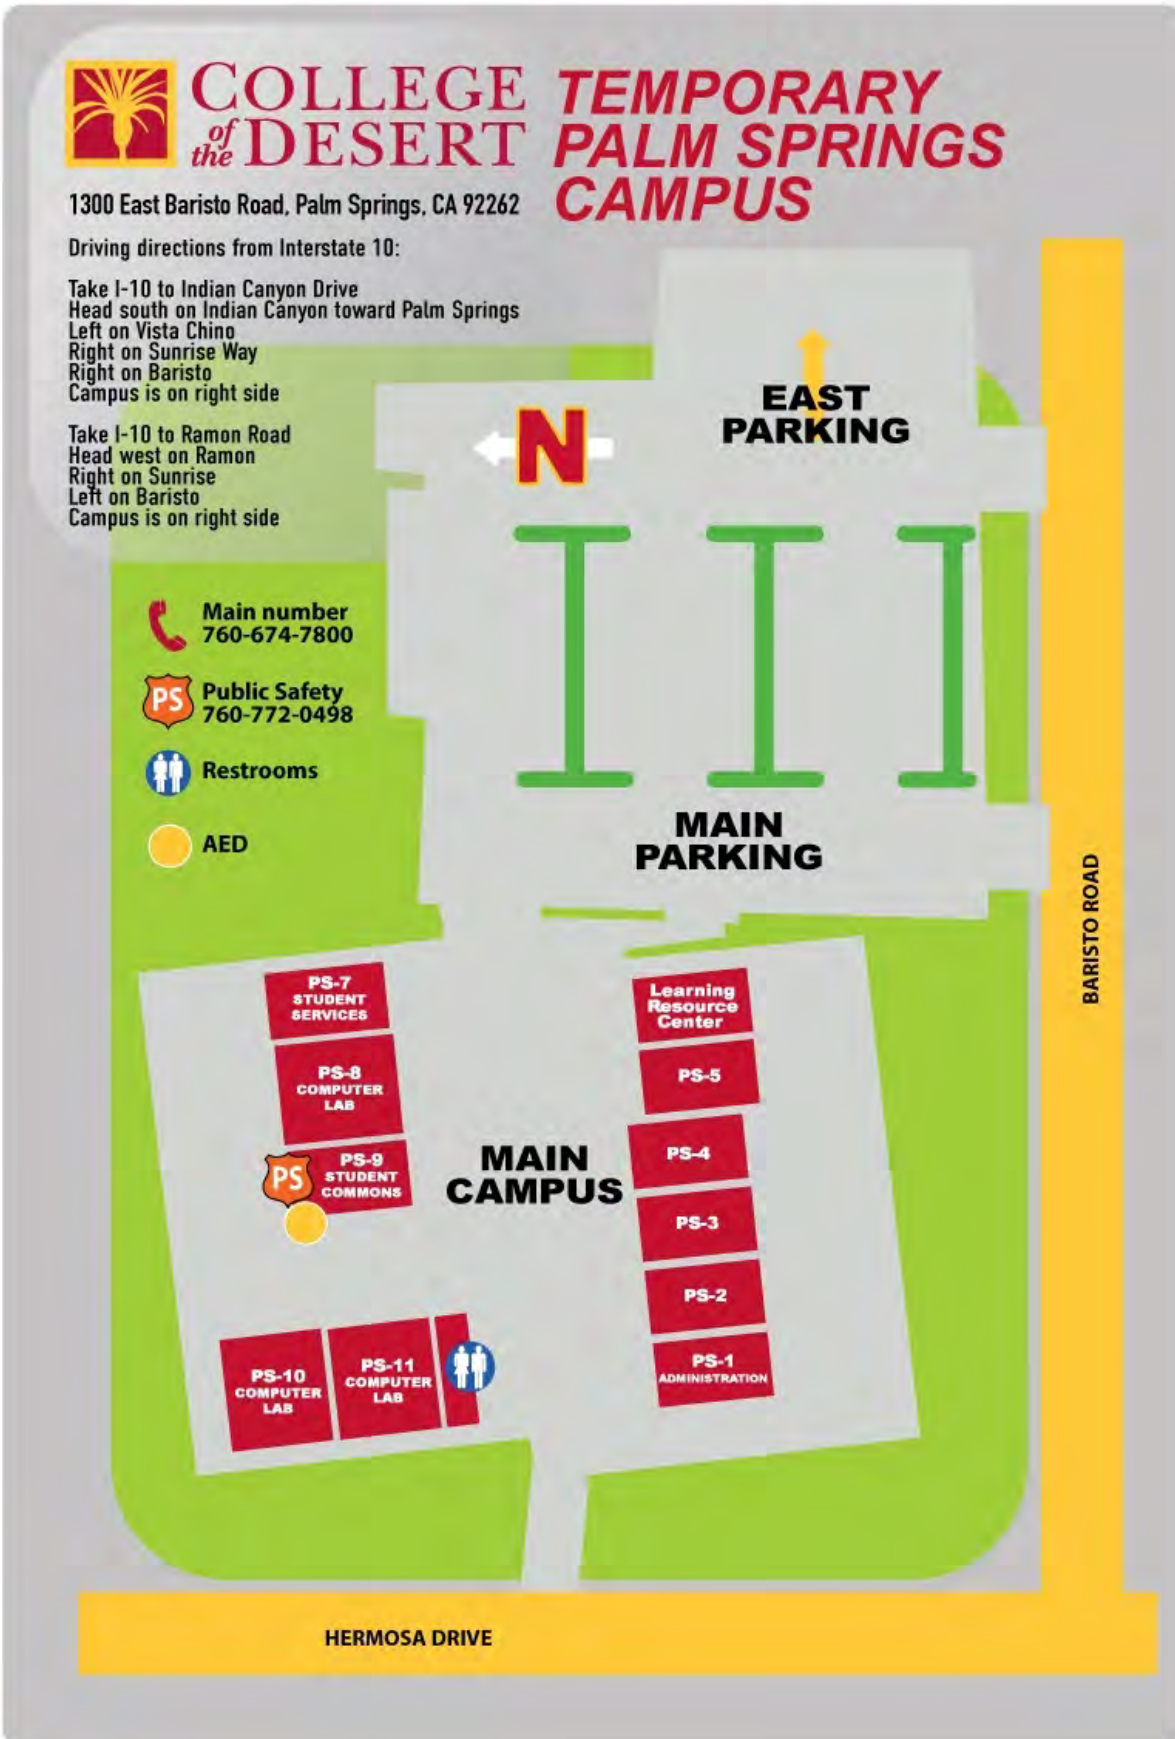 COLLEGE
of the DESERT
TEMPORARY
PALM SPRINGS
CAMPUS
1300 East Baristo Road, Palm Springs, CA 92262
Driving directions from Interstate 10:
Take I-10 to Indian Canyon Drive
Head south on Indian Canyon toward Palm Springs
Left on Vista Chino
Right on Sunrise Way
Right on Baristo
Campus is on right side
Take I-10 to Ramon Road
Head west on Ramon
Right on Sunrise
Left on Baristo
Campus is on right side
N
EAST
PARKING
Main number
760-674-7800
PS
Public Safety
760-772-0498
Restrooms
AED
MAIN
PARKING
BARISTO ROAD
PS-7
STUDENT
SERVICES
PS-8
COMPUTER
LAB
PS
PS-9
STUDENT
COMMONS
MAIN
CAMPUS
Learning
Resource
Center
PS-5
PS-4
PS-3
PS-2
PS-1
ADMINISTRATION
PS-10
COMPUTER
LAB
PS-11
COMPUTER
LAB
HERMOSA DRIVE